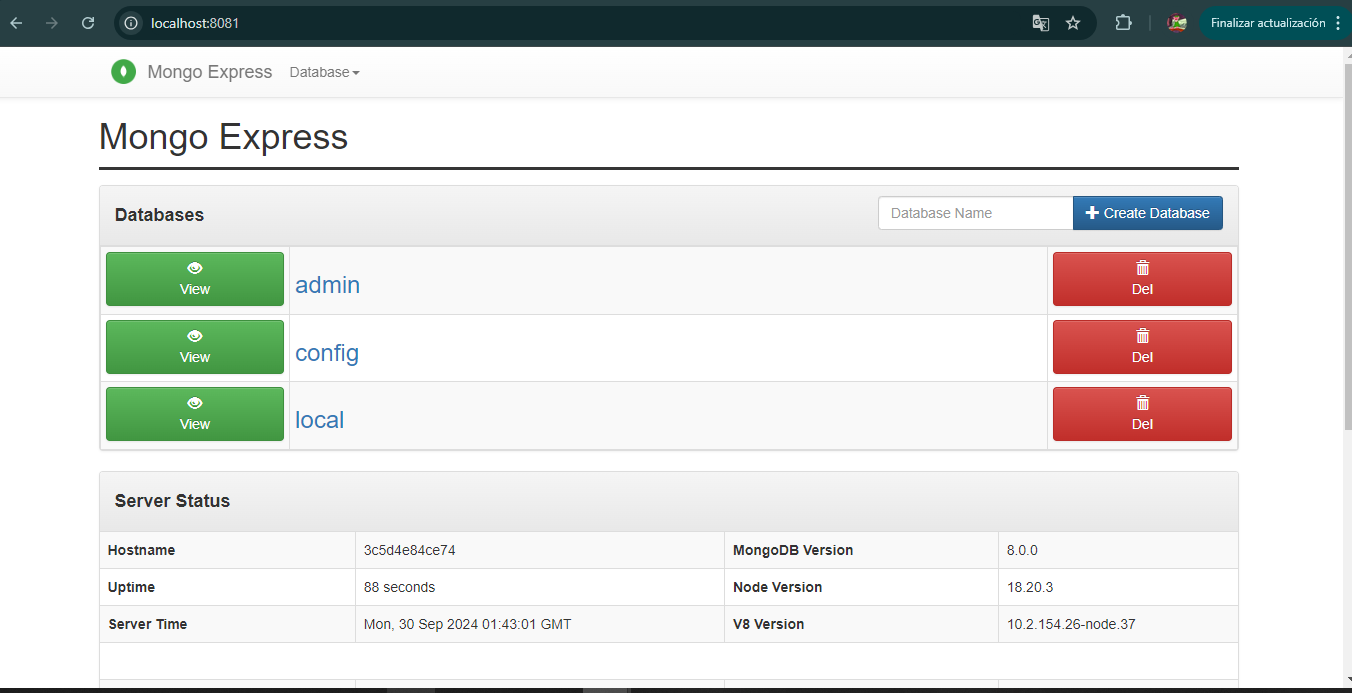 localhost:8081
Finalizar actualización
Mongo Express Database
Mongo Express
Databases
Database Name
Create Database
View
admin
Del
View
config
Del
View
local
Del
Server Status
Hostname 3c5d4e84ce74 MongoDB Version 8.0.0
Uptime 88 seconds Node Version 18.20.3
Server Time Mon, 30 Sep 2024 01:43:01 GMT V8 Version 10.2.154.26-node.37